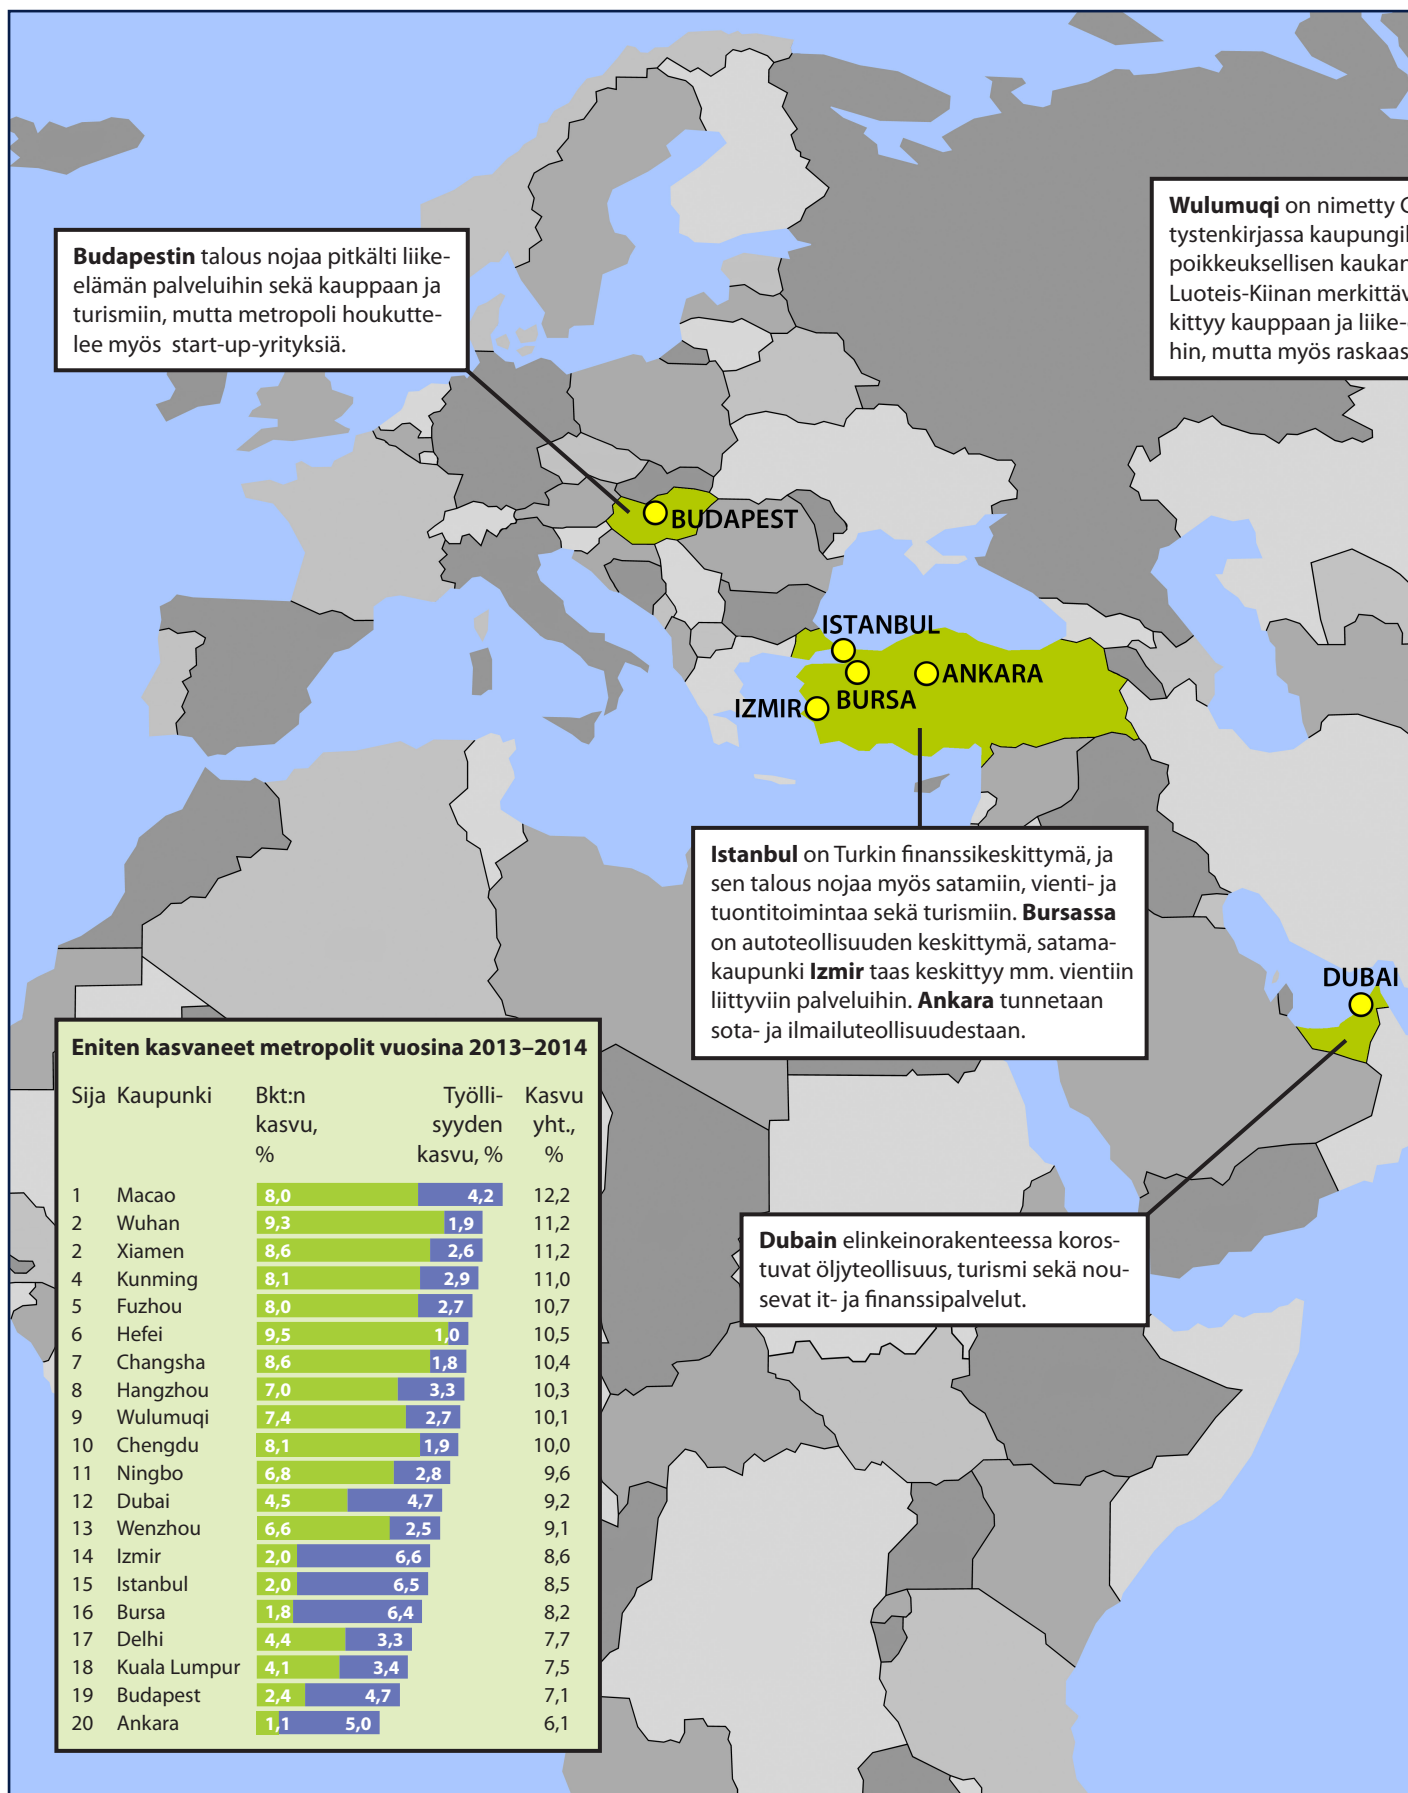 Budapestin talous nojaa pitkälti liike-
elämän palveluihin sekä kauppaan ja
turismiin, mutta metropoli houkutte-
lee myös start-up-yrityksiä.
Wulumuqi on nimetty
tystenkirjassa
poikkeuksellisen
Luoteis-Kiinan
kittyy kauppaan ja
hin, mutta myös
BUDAPEST
ISTANBUL
ANKARA
BURSA
IZMIR
Istanbul on Turkin finanssikeskittymä, ja
sen talous nojaa myös satamiin, vienti- ja
tuontitoimintaa sekä turismiin. Bursassa
on autoteollisuuden keskittymä, satama-
kaupunki Izmir taas keskittyy mm. vientiin
liittyviin palveluihin. Ankara tunnetaan
sota- ja ilmailuteollisuudestaan.
DUBAI
Dubain elinkeinorakenteessa koros-
tuvat öljyteollisuus, turismi sekä nou-
sevat it- ja finanssipalvelut.
Eniten kasvaneet metropolit vuosina 2013–2014
Sija Kaupunki Bkt:n Työlli- Kasvu
kasvu, syyden yht.,
% kasvu, % %
1 Macao 8,0 4,2 12,2
2 Wuhan 9,3 1,9 11,2
2 Xiamen 8,6 2,6 11,2
4 Kunming 8,1 2,9 11,0
5 Fuzhou 8,0 2,7 10,7
6 Hefei 9,5 1,0 10,5
7 Changsha 8,6 1,8 10,4
8 Hangzhou 7,0 3,3 10,3
9 Wulumuqi 7,4 2,7 10,1
10 Chengdu 8,1 1,9 10,0
11 Ningbo 6,8 2,8 9,6
12 Dubai 4,5 4,7 9,2
13 Wenzhou 6,6 2,5 9,1
14 Izmir 2,0 6,6 8,6
15 Istanbul 2,0 6,5 8,5
16 Bursa 1,8 6,4 8,2
17 Delhi 4,4 3,3 7,7
18 Kuala Lumpur 4,1 3,4 7,5
19 Budapest 2,4 4,7 7,1
20 Ankara 1,1 5,0 6,1